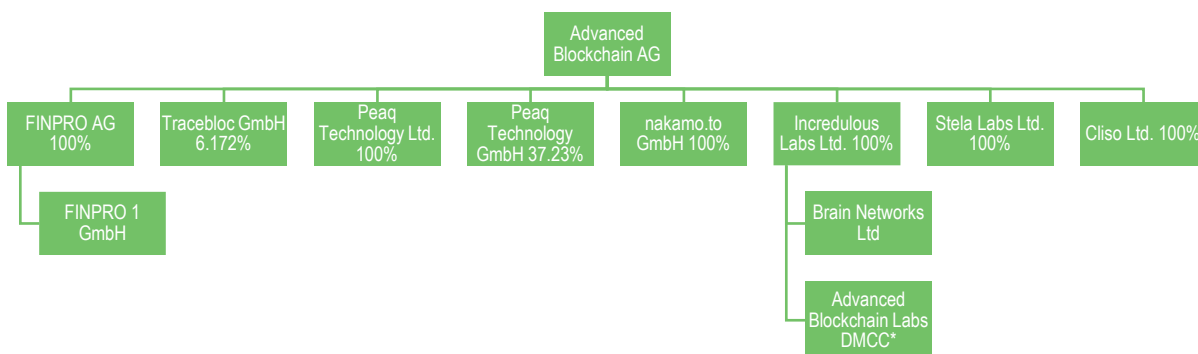 Advanced
Blockchain AG
FINPRO AG
100%
Tracebloc GmbH
6.172%
Peaq
Technology Ltd.
100%
Peaq
Technology
GmbH 37.23%
nakamo.to
GmbH 100%
Incredulous
Labs Ltd. 100%
Stela Labs Ltd.
100%
Cliso Ltd. 100%
FINPRO 1
GmbH
Brain Networks
Ltd
Advanced
Blockchain Labs
DMCC*